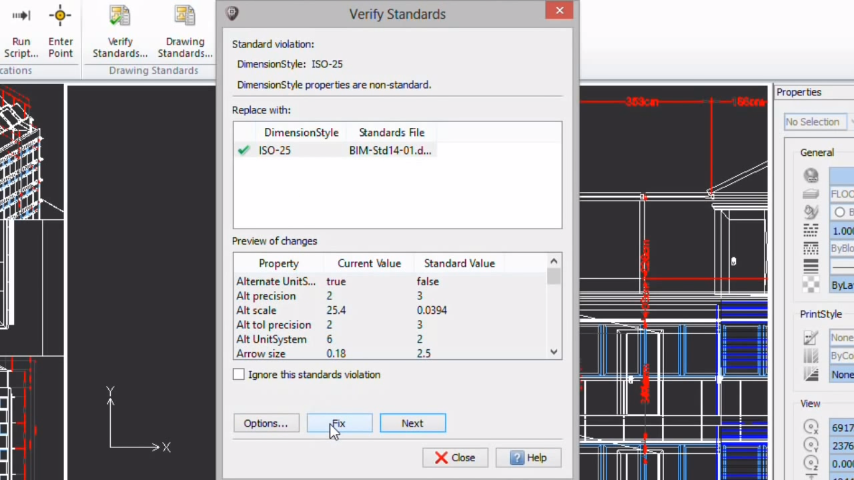 Verify Standards
Run Script...
Enter Point
Verify Standards...
Drawing Standards...
cations
Drawing Standards
Standard violation:
DimensionStyle: ISO-25
DimensionStyle properties are non-standard.
Replace with:
DimensionStyle Standards File
ISO-25 BIM-Std14-01.d...
Preview of changes
Property Current Value Standard Value
Alternate UnitS... true false
Alt precision 2 3
Alt scale 25.4 0.0394
Alt tol precision 2 3
Alt UnitSystem 6 2
Arrow size 0.18 2.5
Ignore this standards violation
Options... Fix Next
Close Help
Y
X
353cm
Properties
No Selection
General
FLOO
B
1.000
ByBlo
ByLay
PrintStyle
None
ByCo
None
View
6917
2376
0.000